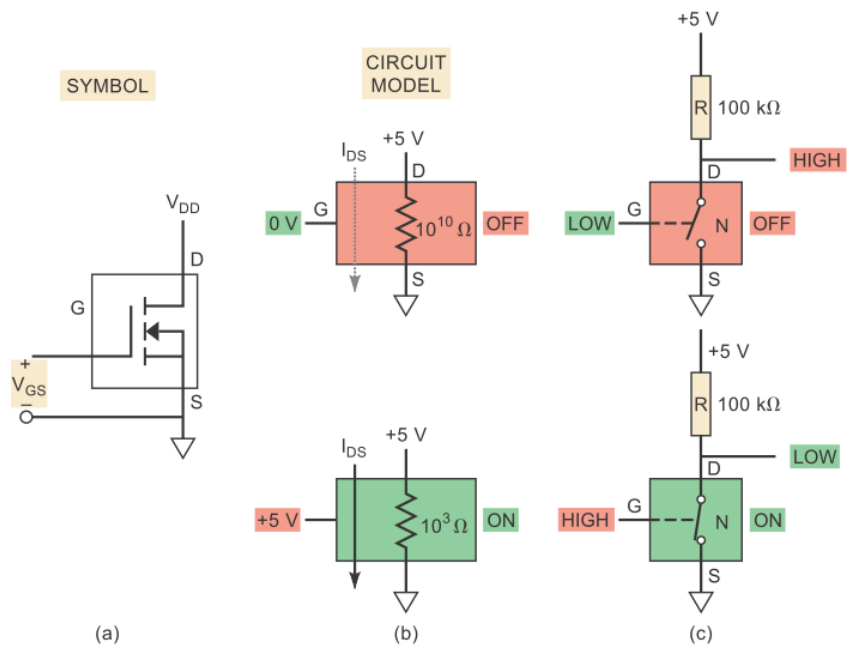 SYMBOL
V_DD
D
G
+
V_GS
−
S
(a)
CIRCUIT
MODEL
+5 V
I_DS
D
0 V
G
10^10 Ω
OFF
S
+5 V
I_DS
+5 V
10^3 Ω
ON
(b)
+5 V
R 100 kΩ
HIGH
D
LOW
G
N
OFF
S
+5 V
R 100 kΩ
LOW
D
HIGH
G
N
ON
S
(c)